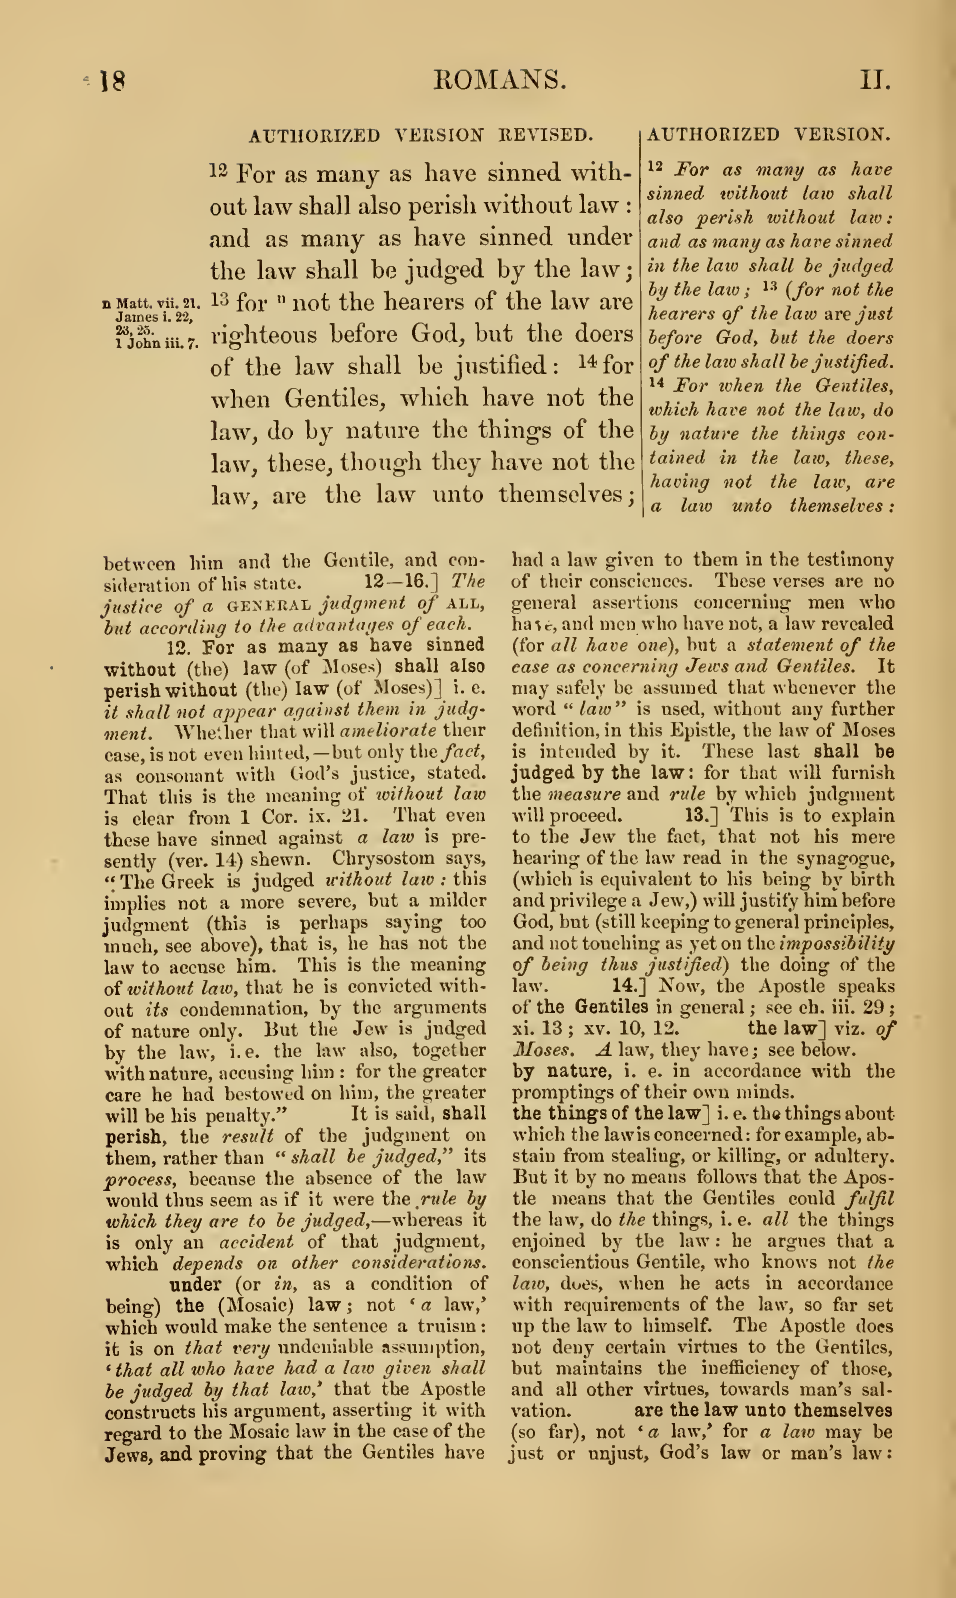 18 ROMANS. II.
AUTHORIZED VERSION REVISED.
12 For as many as have sinned with-
out law shall also perish without law :
and as many as have sinned under
the law shall be judged by the law ;
13 for n not the hearers of the law are
righteous before God, but the doers
of the law shall be justified : 14 for
when Gentiles, which have not the
law, do by nature the things of the
law, these, though they have not the
law, are the law unto themselves ;
n Matt. vii. 21.
James i. 22,
23, 25.
1 John iii. 7.
AUTHORIZED VERSION.
12 For as many as have
sinned without law shall
also perish without law :
and as many as have sinned
in the law shall be judged
by the law ; 13 (for not the
hearers of the law are just
before God, but the doers
of the law shall be justified.
14 For when the Gentiles,
which have not the law, do
by nature the things con-
tained in the law, these,
having not the law, are
a law unto themselves :
between him and the Gentile, and con-
sideration of his state. 12—16.] The
justice of a GENERAL judgment of ALL,
but according to the advantages of each.
12. For as many as have sinned
without (the) law (of Moses) shall also
perish without (the) law (of Moses)] i. e.
it shall not appear against them in judg-
ment. Whether that will ameliorate their
case, is not even hinted,—but only the fact,
as consonant with God's justice, stated.
That this is the meaning of without law
is clear from 1 Cor. ix. 21. That even
these have sinned against a law is pre-
sently (ver. 14) shewn. Chrysostom says,
“The Greek is judged without law : this
implies not a more severe, but a milder
judgment (this is perhaps saying too
much, see above), that is, he has not the
law to accuse him. This is the meaning
of without law, that he is convicted with-
out its condemnation, by the arguments
of nature only. But the Jew is judged
by the law, i. e. the law also, together
with nature, accusing him : for the greater
care he had bestowed on him, the greater
will be his penalty.” It is said, shall
perish, the result of the judgment on
them, rather than “ shall be judged,” its
process, because the absence of the law
would thus seem as if it were the rule by
which they are to be judged,—whereas it
is only an accident of that judgment,
which depends on other considerations.
under (or in, as a condition of
being) the (Mosaic) law ; not ‘ a law,’
which would make the sentence a truism :
it is on that very undeniable assumption,
‘ that all who have had a law given shall
be judged by that law,’ that the Apostle
constructs his argument, asserting it with
regard to the Mosaic law in the case of the
Jews, and proving that the Gentiles have
had a law given to them in the testimony
of their consciences. These verses are no
general assertions concerning men who
have, and men who have not, a law revealed
(for all have one), but a statement of the
case as concerning Jews and Gentiles. It
may safely be assumed that whenever the
word “ law” is used, without any further
definition, in this Epistle, the law of Moses
is intended by it. These last shall be
judged by the law : for that will furnish
the measure and rule by which judgment
will proceed. 13.] This is to explain
to the Jew the fact, that not his mere
hearing of the law read in the synagogue,
(which is equivalent to his being by birth
and privilege a Jew,) will justify him before
God, but (still keeping to general principles,
and not touching as yet on the impossibility
of being thus justified) the doing of the
law. 14.] Now, the Apostle speaks
of the Gentiles in general ; see ch. iii. 29 ;
xi. 13 ; xv. 10, 12. the law] viz. of
Moses. A law, they have ; see below.
by nature, i. e. in accordance with the
promptings of their own minds.
the things of the law] i. e. the things about
which the law is concerned : for example, ab-
stain from stealing, or killing, or adultery.
But it by no means follows that the Apos-
tle means that the Gentiles could fulfil
the law, do the things, i. e. all the things
enjoined by the law : he argues that a
conscientious Gentile, who knows not the
law, does, when he acts in accordance
with requirements of the law, so far set
up the law to himself. The Apostle does
not deny certain virtues to the Gentiles,
but maintains the inefficiency of those,
and all other virtues, towards man's sal-
vation. are the law unto themselves
(so far), not ‘ a law,’ for a law may be
just or unjust, God's law or man's law :